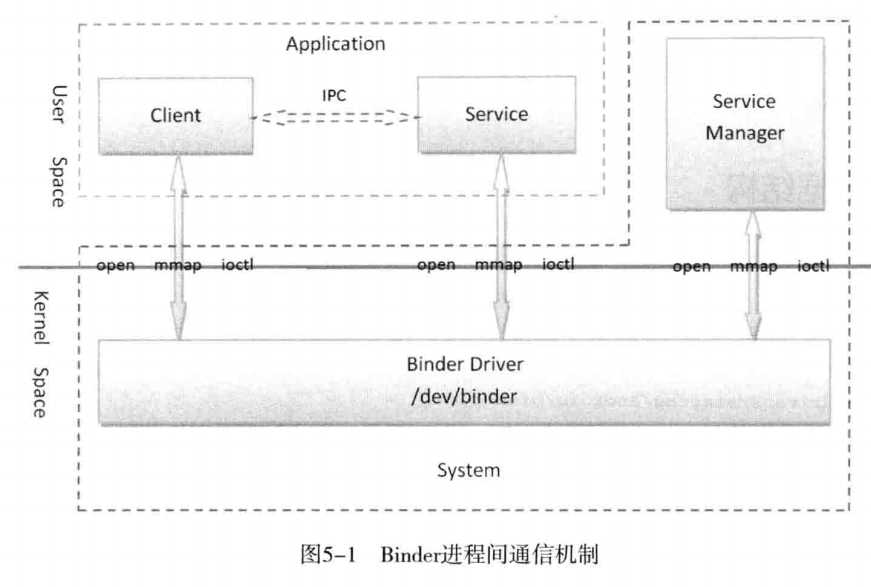 Application
User Space
Client
IPC
Service
Service
Manager
open mmap ioctl
open mmap ioctl
open mmap ioctl
Kernel Space
Binder Driver
/dev/binder
System
图5-1 Binder进程间通信机制